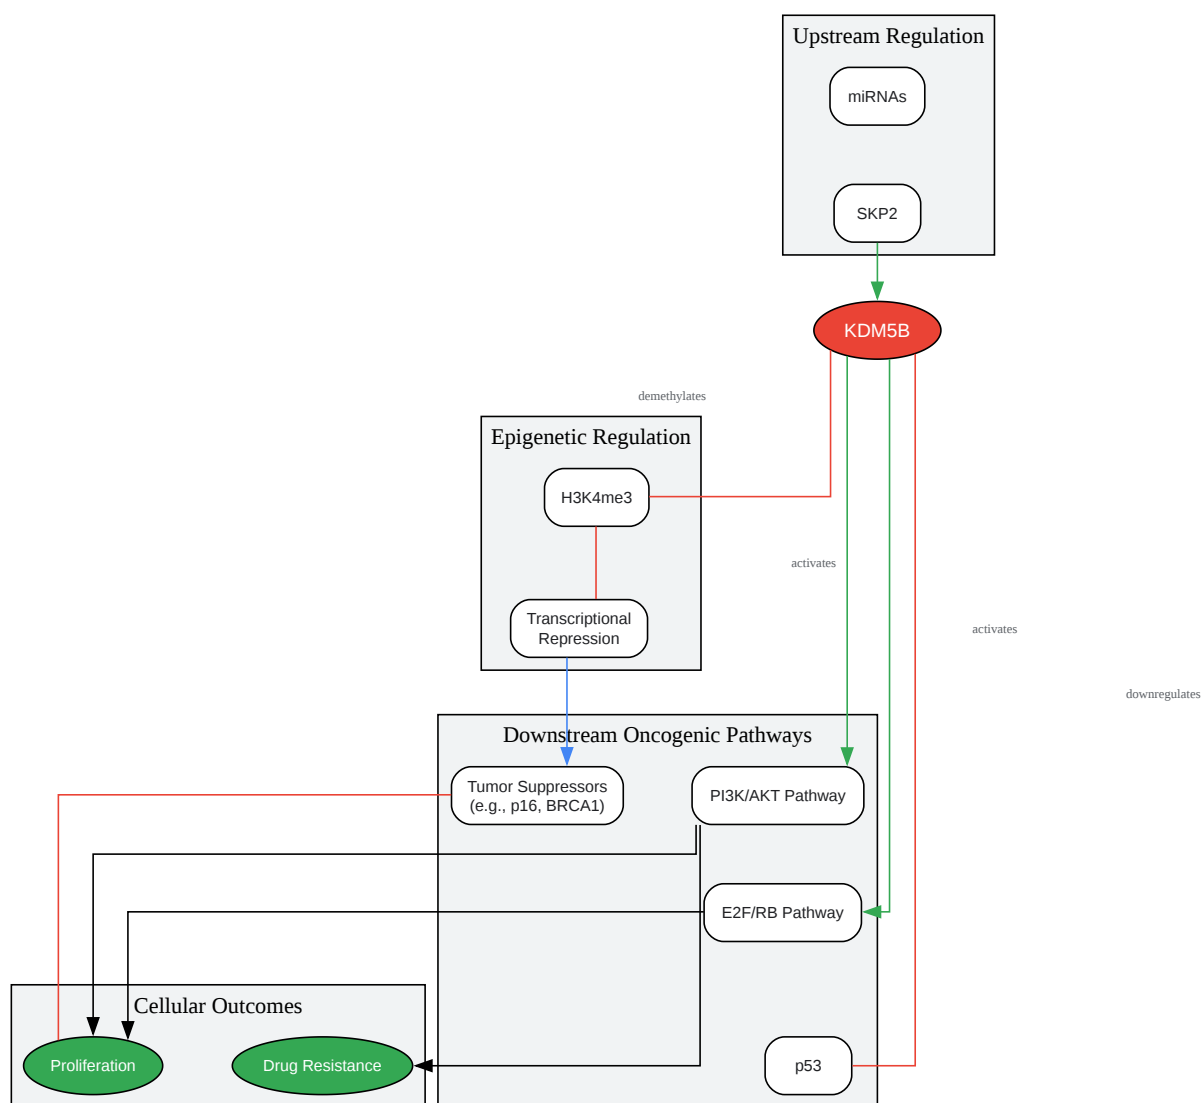 Upstream Regulation
miRNAs
SKP2
KDM5B
demethylates
Epigenetic Regulation
H3K4me3
activates
Transcriptional
Repression
activates
downregulates
Downstream Oncogenic Pathways
Tumor Suppressors
(e.g., p16, BRCA1)
PI3K/AKT Pathway
E2F/RB Pathway
Cellular Outcomes
Proliferation
Drug Resistance
p53